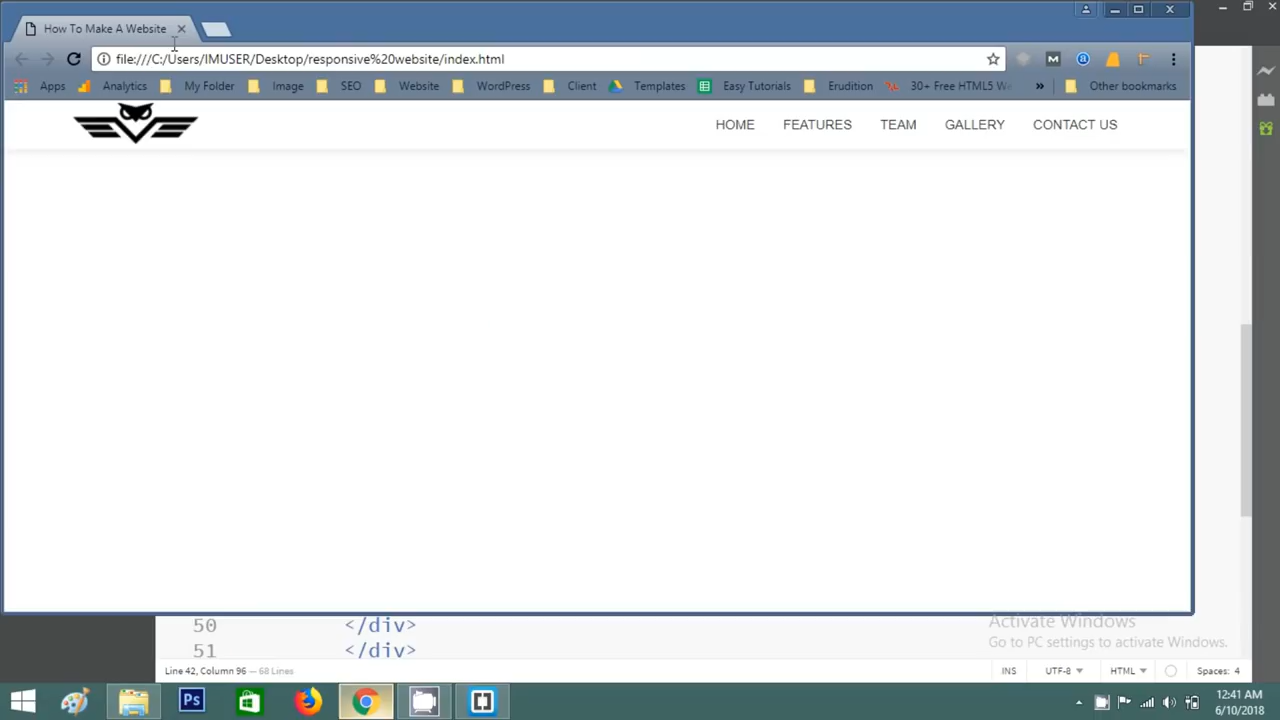 How To Make A Website
file:///C:/Users/IMUSER/Desktop/responsive%20website/index.html
Apps Analytics My Folder Image SEO Website WordPress Client Templates Easy Tutorials Erudition 30+ Free HTML5 W » Other bookmarks
HOME FEATURES TEAM GALLERY CONTACT US
50 </div>
51 </div>
Activate Windows
Go to PC settings to activate Windows.
Line 42, Column 96 — 68 Lines INS UTF-8 HTML Spaces: 4
Ps
12:41 AM
6/10/2018